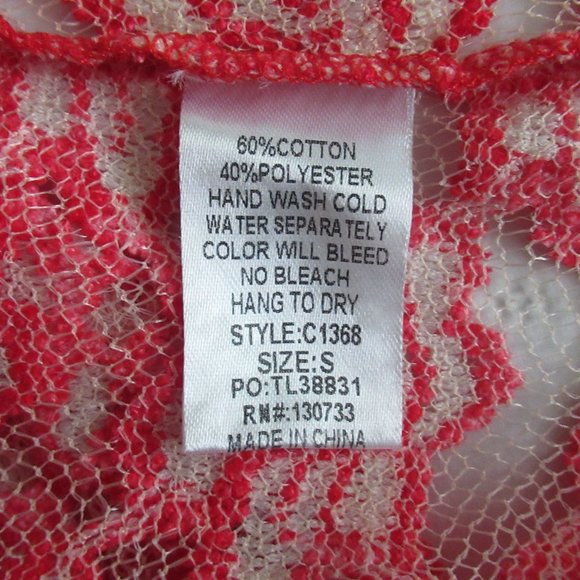 60%COTTON
40%POLYESTER
HAND WASH COLD
WATER SEPARATELY
COLOR WILL BLEED
NO BLEACH
HANG TO DRY
STYLE:C1368
SIZE:S
PO:TL38831
RN#:130733
MADE IN CHINA